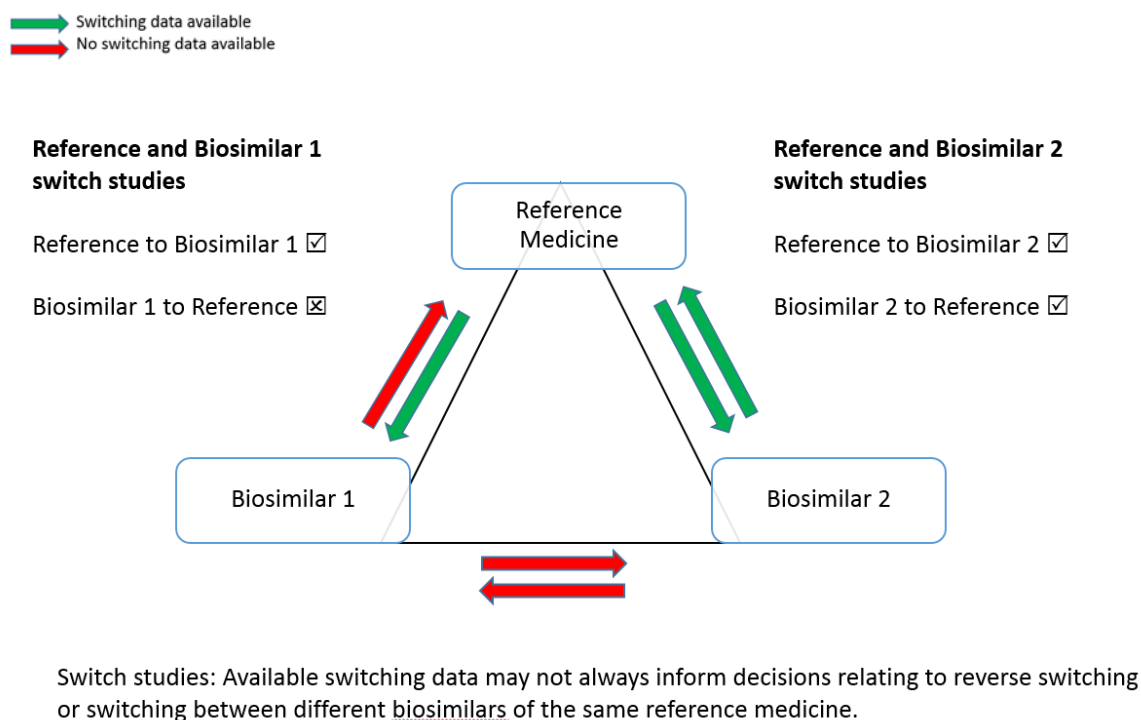 Switching data available
No switching data available
Reference and Biosimilar 1
switch studies
Reference to Biosimilar 1 ☑
Biosimilar 1 to Reference ☒
Reference and Biosimilar 2
switch studies
Reference to Biosimilar 2 ☑
Biosimilar 2 to Reference ☑
Reference
Medicine
Biosimilar 1
Biosimilar 2
Switch studies: Available switching data may not always inform decisions relating to reverse switching
or switching between different biosimilars of the same reference medicine.